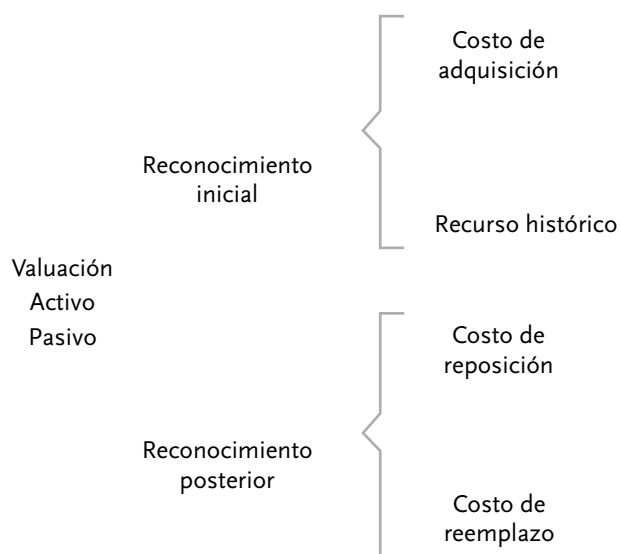 Costo de
adquisición
Reconocimiento
inicial
Recurso histórico
Valuación
Activo
Pasivo
Costo de
reposición
Reconocimiento
posterior
Costo de
reemplazo